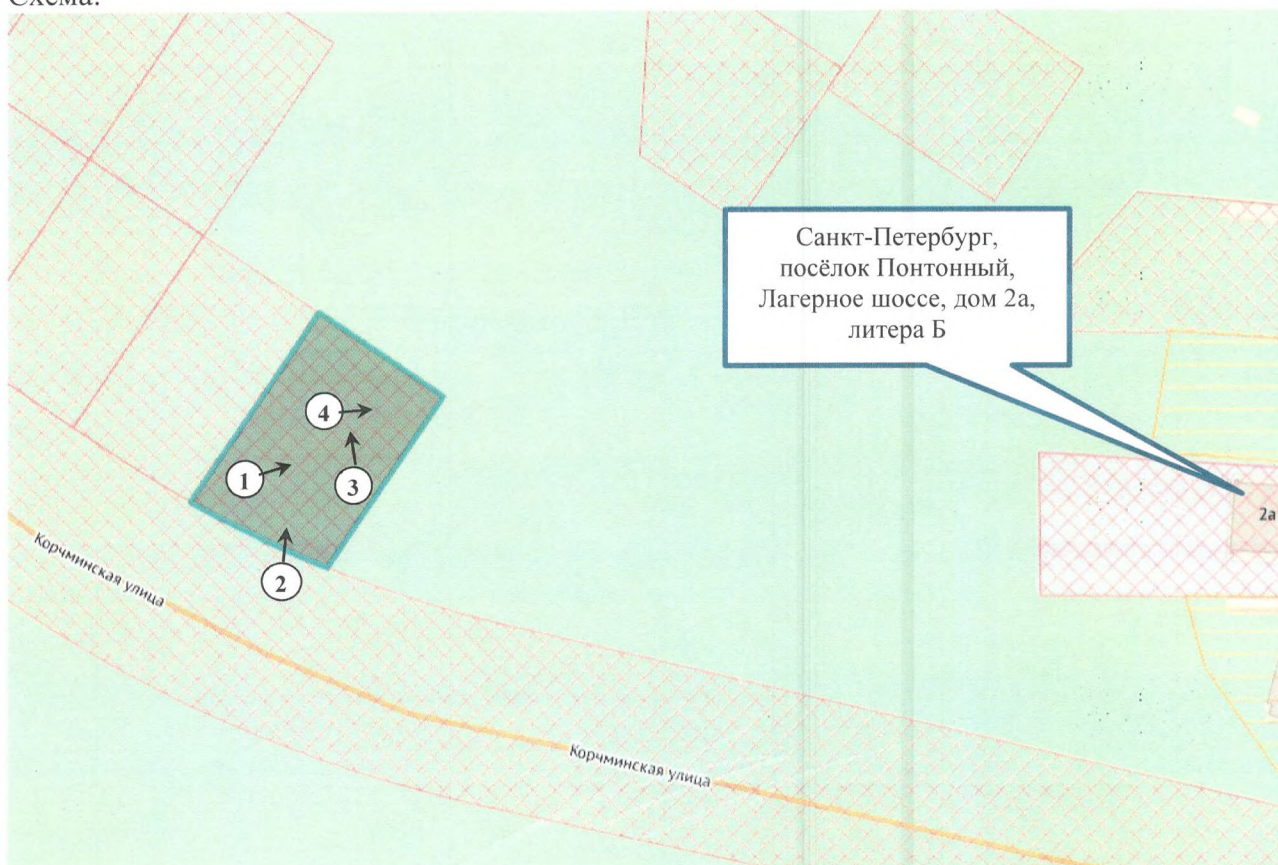 Схема:
Санкт-Петербург,
посёлок Понтонный,
Лагерное шоссе, дом 2а,
литера Б
4
1
3
2
2а
Корчминская улица
Корчминская улица